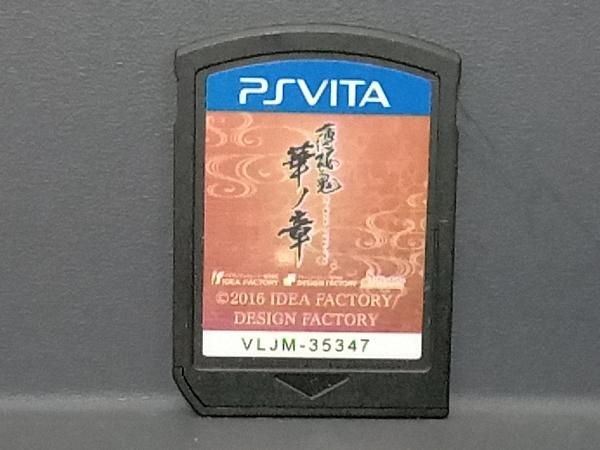 PSVITA
薄桜鬼
華ノ章
IDEA FACTORY DESIGN FACTORY
©2016 IDEA FACTORY/
DESIGN FACTORY
VLJM-35347